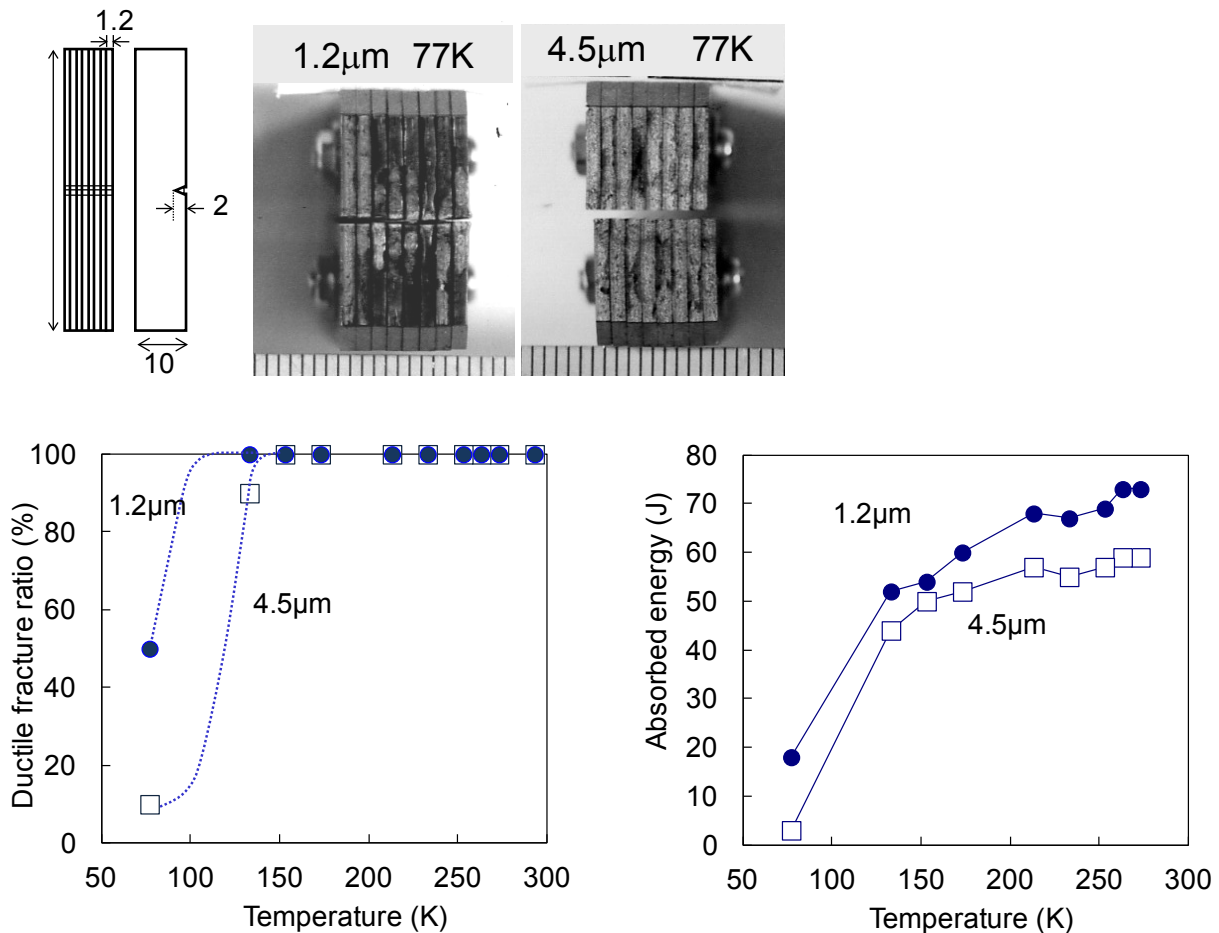 1.2
2
10
1.2μm 77K
4.5μm 77K
100
80
60
40
20
0
50 100 150 200 250 300
Ductile fracture ratio (%)
Temperature (K)
1.2μm
4.5μm
80
70
60
50
40
30
20
10
0
50 100 150 200 250 300
Absorbed energy (J)
Temperature (K)
1.2μm
4.5μm